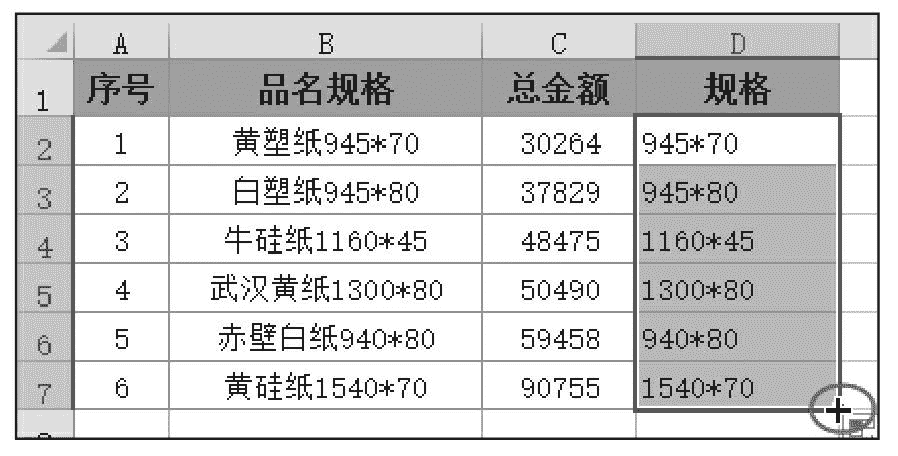 A B C D
1 序号 品名规格 总金额 规格
2 1 黄塑纸945*70 30264 945*70
3 2 白塑纸945*80 37829 945*80
4 3 牛硅纸1160*45 48475 1160*45
5 4 武汉黄纸1300*80 50490 1300*80
6 5 赤壁白纸940*80 59458 940*80
7 6 黄硅纸1540*70 90755 1540*70